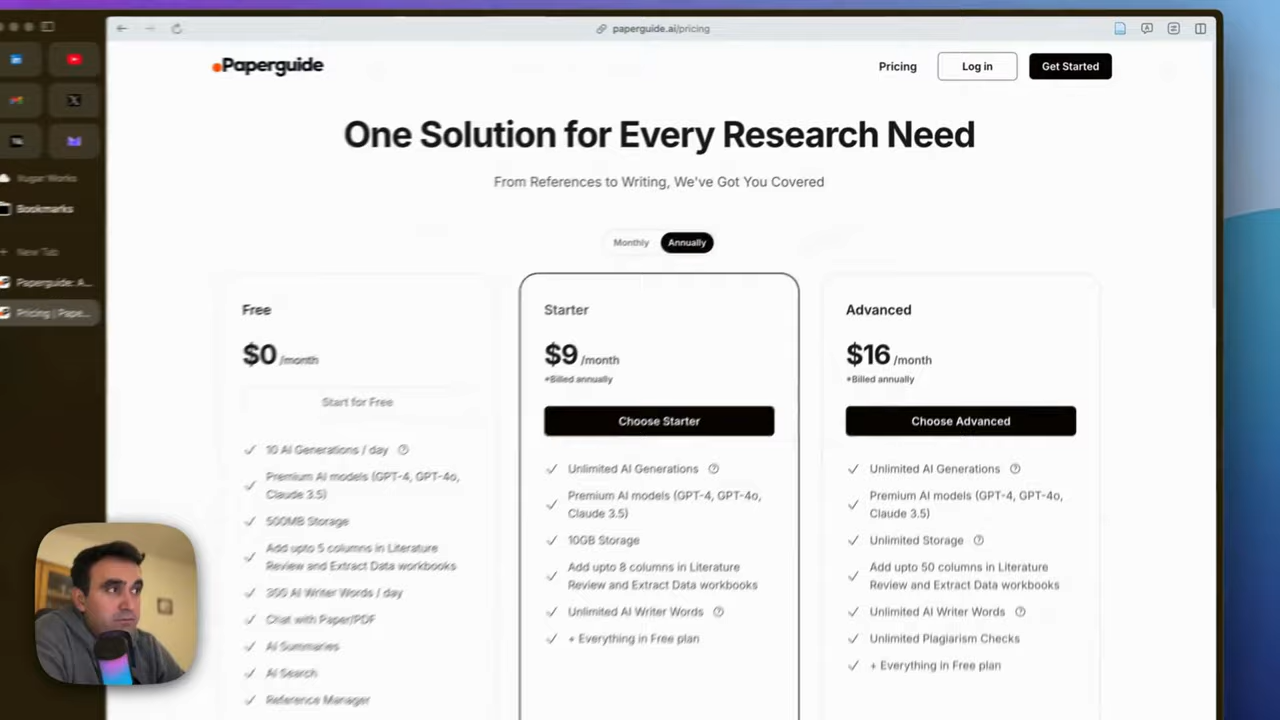 paperguide.ai/pricing
Paperguide
Pricing
Log in
Get Started
One Solution for Every Research Need
From References to Writing, We've Got You Covered
Monthly
Annually
Vugar Works
Bookmarks
New Tab
Paperguide: A...
Pricing | Pape...
Free
$0 /month
Start for Free
10 AI Generations / day
Premium AI models (GPT-4, GPT-4o,
Claude 3.5)
500MB Storage
Add upto 5 columns in Literature
Review and Extract Data workbooks
300 AI Writer Words / day
Chat with Paper/PDF
AI Summaries
AI Search
Reference Manager
Starter
$9 /month
*Billed annually
Choose Starter
Unlimited AI Generations
Premium AI models (GPT-4, GPT-4o,
Claude 3.5)
10GB Storage
Add upto 8 columns in Literature
Review and Extract Data workbooks
Unlimited AI Writer Words
+ Everything in Free plan
Advanced
$16 /month
*Billed annually
Choose Advanced
Unlimited AI Generations
Premium AI models (GPT-4, GPT-4o,
Claude 3.5)
Unlimited Storage
Add upto 50 columns in Literature
Review and Extract Data workbooks
Unlimited AI Writer Words
Unlimited Plagiarism Checks
+ Everything in Free plan